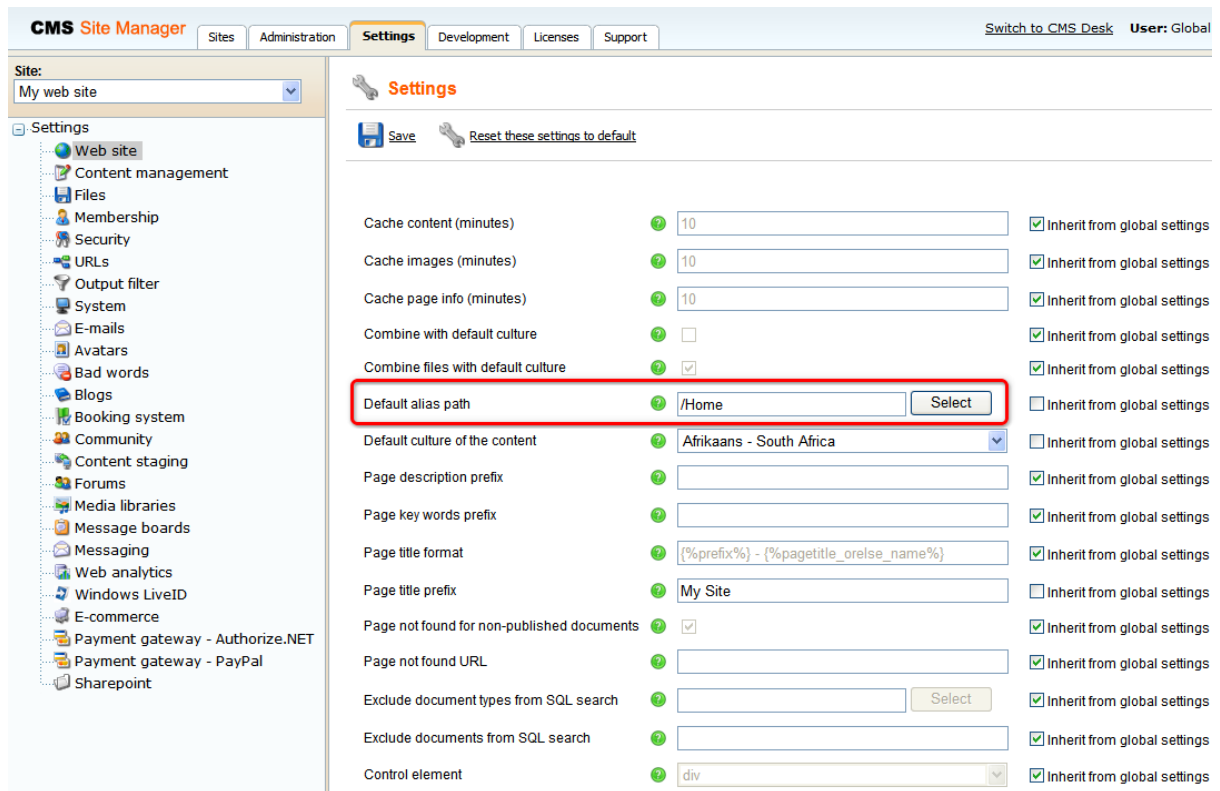 CMS Site Manager Sites Administration Settings Development Licenses Support Switch to CMS Desk User: Global
Site:
My web site
Settings
Web site
Content management
Files
Membership
Security
URLs
Output filter
System
E-mails
Avatars
Bad words
Blogs
Booking system
Community
Content staging
Forums
Media libraries
Message boards
Messaging
Web analytics
Windows LiveID
E-commerce
Payment gateway - Authorize.NET
Payment gateway - PayPal
Sharepoint
Settings
Save Reset these settings to default
Cache content (minutes) 10 Inherit from global settings
Cache images (minutes) 10 Inherit from global settings
Cache page info (minutes) 10 Inherit from global settings
Combine with default culture Inherit from global settings
Combine files with default culture Inherit from global settings
Default alias path /Home Select Inherit from global settings
Default culture of the content Afrikaans - South Africa Inherit from global settings
Page description prefix Inherit from global settings
Page key words prefix Inherit from global settings
Page title format {%prefix%} - {%pagetitle_orelse_name%} Inherit from global settings
Page title prefix My Site Inherit from global settings
Page not found for non-published documents Inherit from global settings
Page not found URL Inherit from global settings
Exclude document types from SQL search Select Inherit from global settings
Exclude documents from SQL search Inherit from global settings
Control element div Inherit from global settings